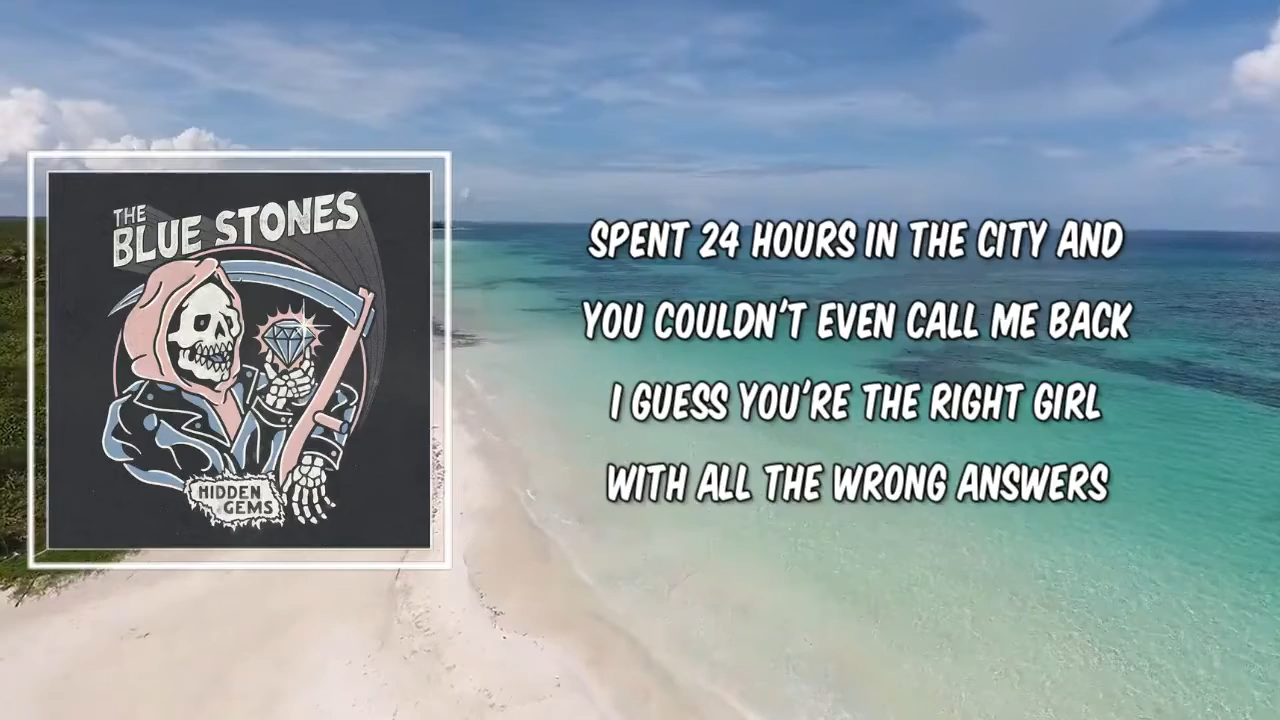 THE
BLUE STONES
HIDDEN
GEMS
SPENT 24 HOURS IN THE CITY AND
YOU COULDN'T EVEN CALL ME BACK
I GUESS YOU'RE THE RIGHT GIRL
WITH ALL THE WRONG ANSWERS